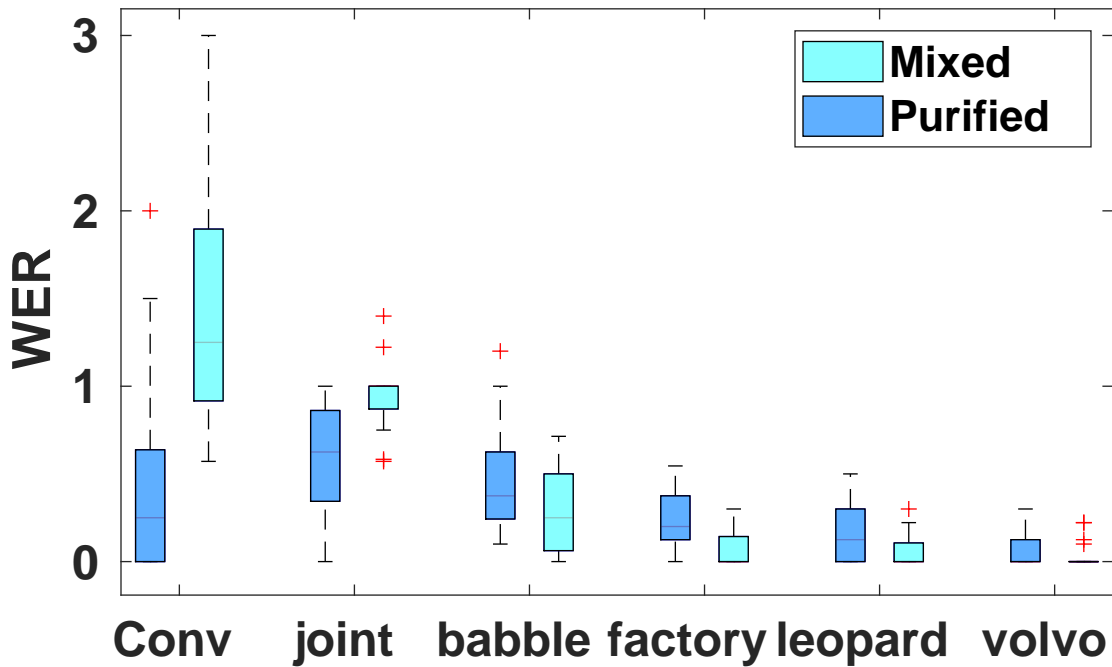 3
2
1
0
WER
Mixed
Purified
Conv joint babble factory leopard volvo